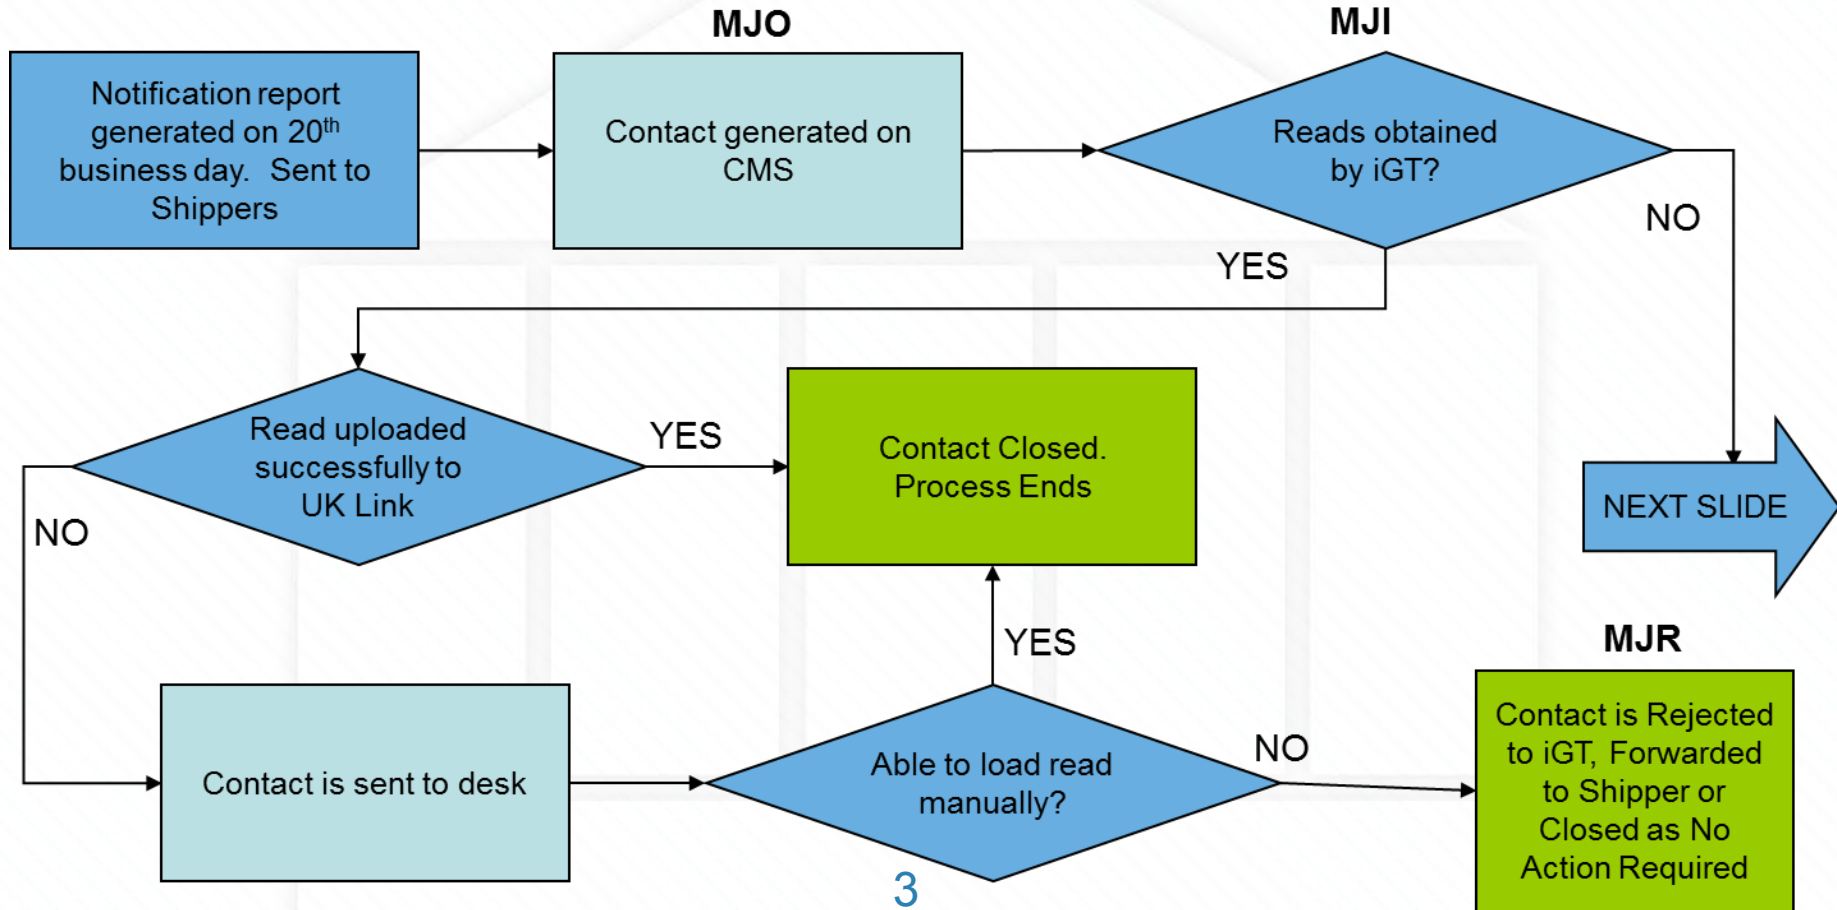 MJO
MJI
Notification report
generated on 20th
business day.   Sent to
Shippers
Contact generated on
CMS
Reads obtained
by iGT?
NO
YES
Read uploaded
successfully to
UK Link
YES
Contact Closed.
Process Ends
NEXT SLIDE
NO
YES
MJR
Contact is sent to desk
Able to load read
manually?
NO
Contact is Rejected
to iGT, Forwarded
to Shipper or
Closed as No
Action Required
3